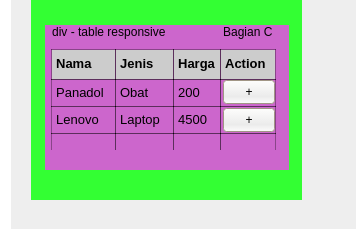 div - table responsive Bagian C
Nama Jenis Harga Action
Panadol Obat 200 +
Lenovo Laptop 4500 +